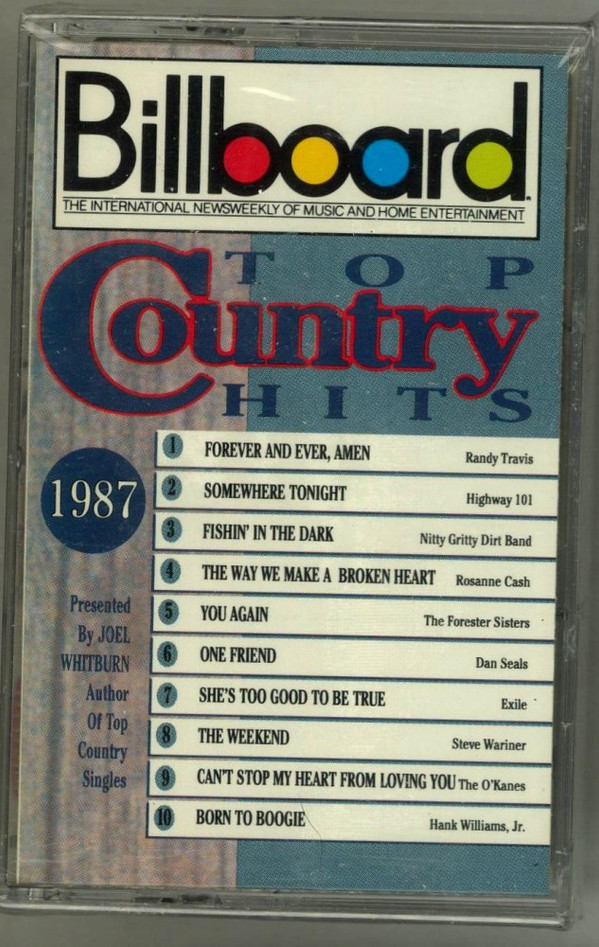 Billboard
THE INTERNATIONAL NEWSWEEKLY OF MUSIC AND HOME ENTERTAINMENT
TOP
Country
HITS
1987
Presented
By JOEL
WHITBURN
Author
Of Top
Country
Singles
1 FOREVER AND EVER, AMEN Randy Travis
2 SOMEWHERE TONIGHT Highway 101
3 FISHIN' IN THE DARK Nitty Gritty Dirt Band
4 THE WAY WE MAKE A BROKEN HEART Rosanne Cash
5 YOU AGAIN The Forester Sisters
6 ONE FRIEND Dan Seals
7 SHE'S TOO GOOD TO BE TRUE Exile
8 THE WEEKEND Steve Wariner
9 CAN'T STOP MY HEART FROM LOVING YOU The O'Kanes
10 BORN TO BOOGIE Hank Williams, Jr.